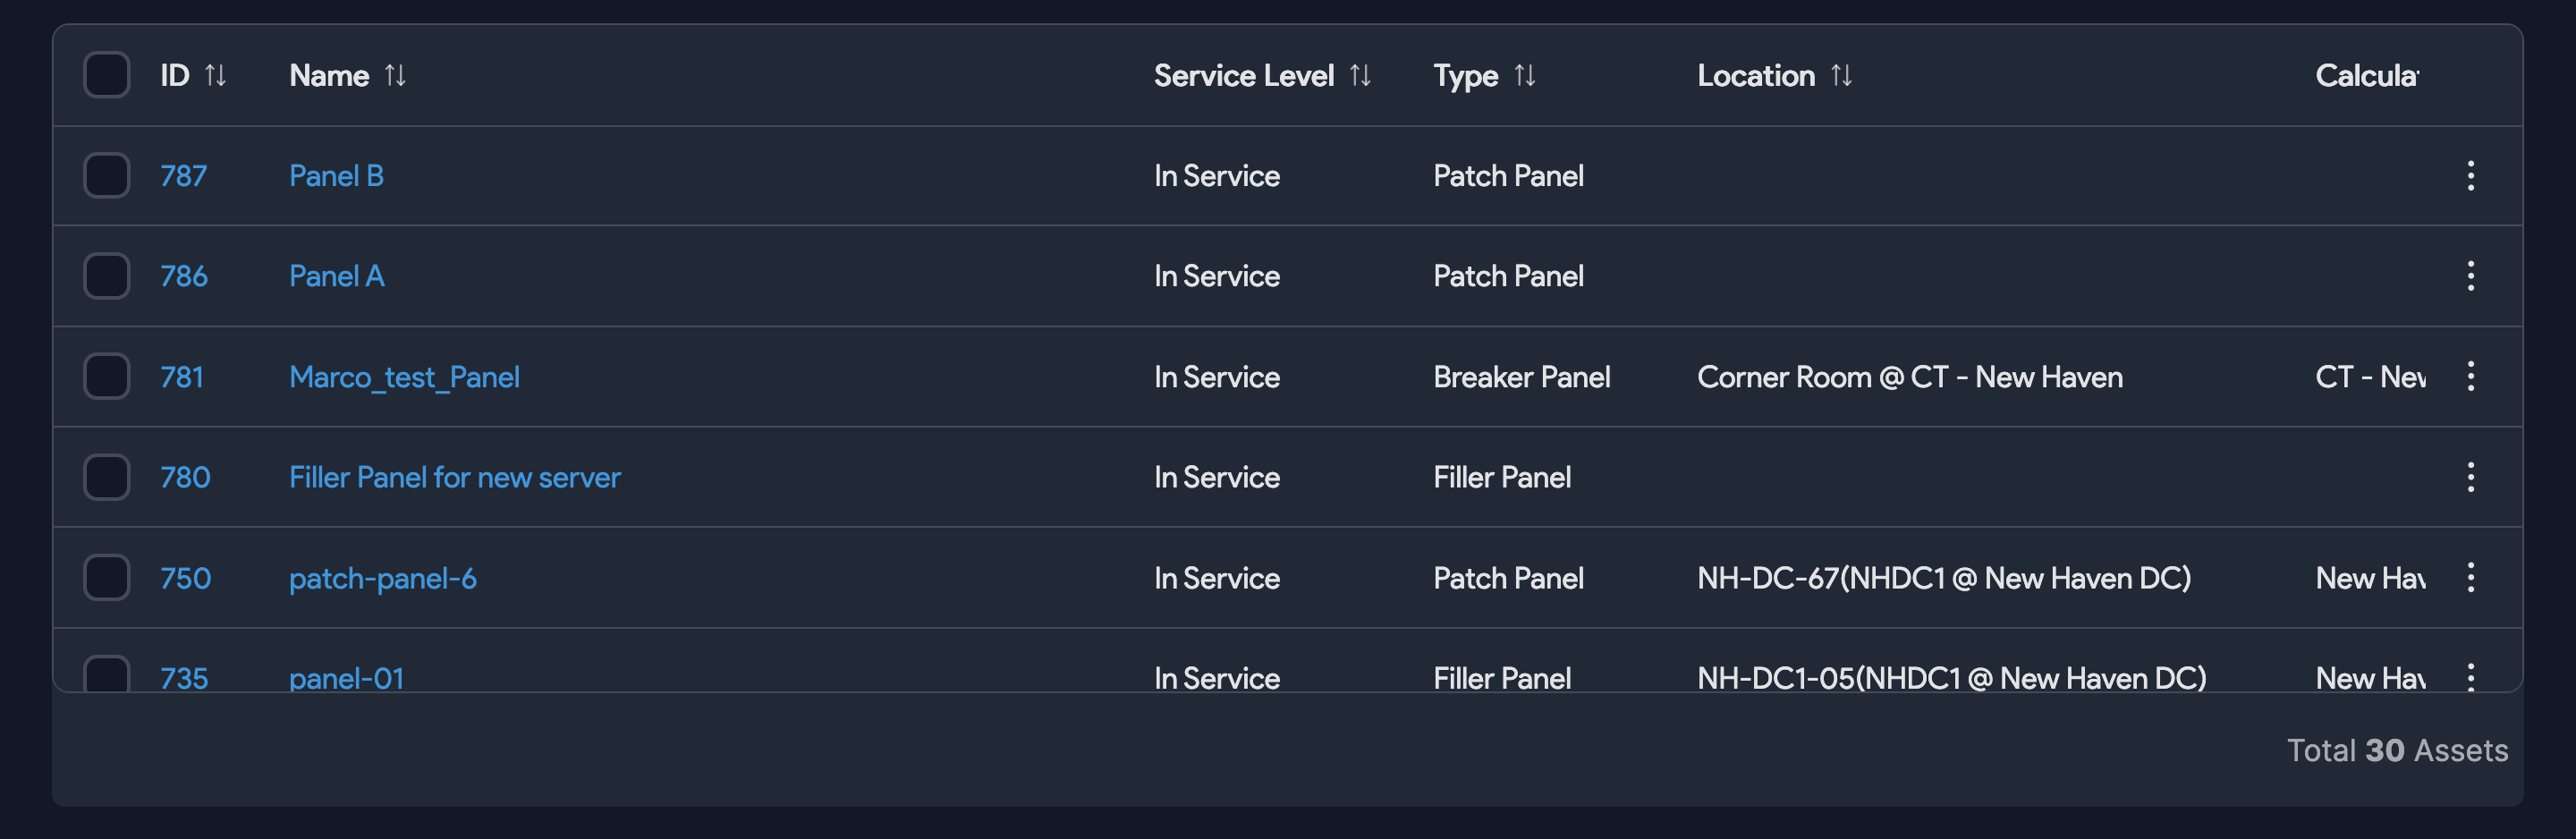 ID Name Service Level Type Location Calcula
787 Panel B In Service Patch Panel
786 Panel A In Service Patch Panel
781 Marco_test_Panel In Service Breaker Panel Corner Room @ CT - New Haven CT - New
780 Filler Panel for new server In Service Filler Panel
750 patch-panel-6 In Service Patch Panel NH-DC-67(NHDC1 @ New Haven DC) New Hav
735 panel-01 In Service Filler Panel NH-DC1-05(NHDC1 @ New Haven DC) New Hav
Total 30 Assets